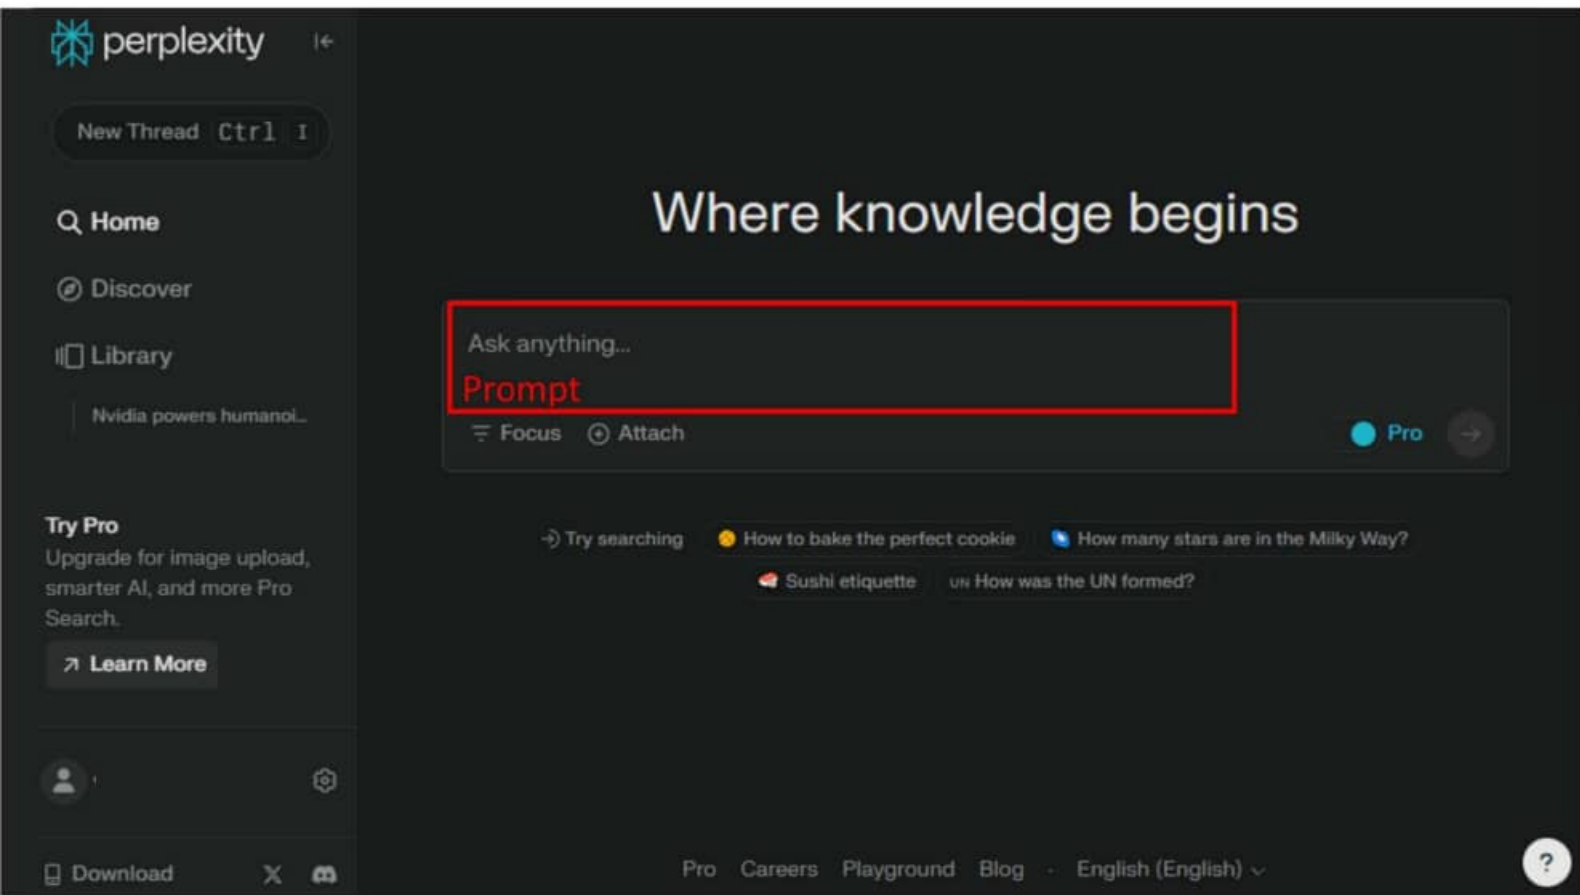 perplexity
New Thread Ctrl I
Home
Discover
Library
Nvidia powers humanoi...
Try Pro
Upgrade for image upload,
smarter AI, and more Pro
Search.
Learn More
Download
Where knowledge begins
Ask anything...
Prompt
Focus Attach
Pro
Try searching How to bake the perfect cookie How many stars are in the Milky Way?
Sushi etiquette UN How was the UN formed?
Pro Careers Playground Blog · English (English)
?